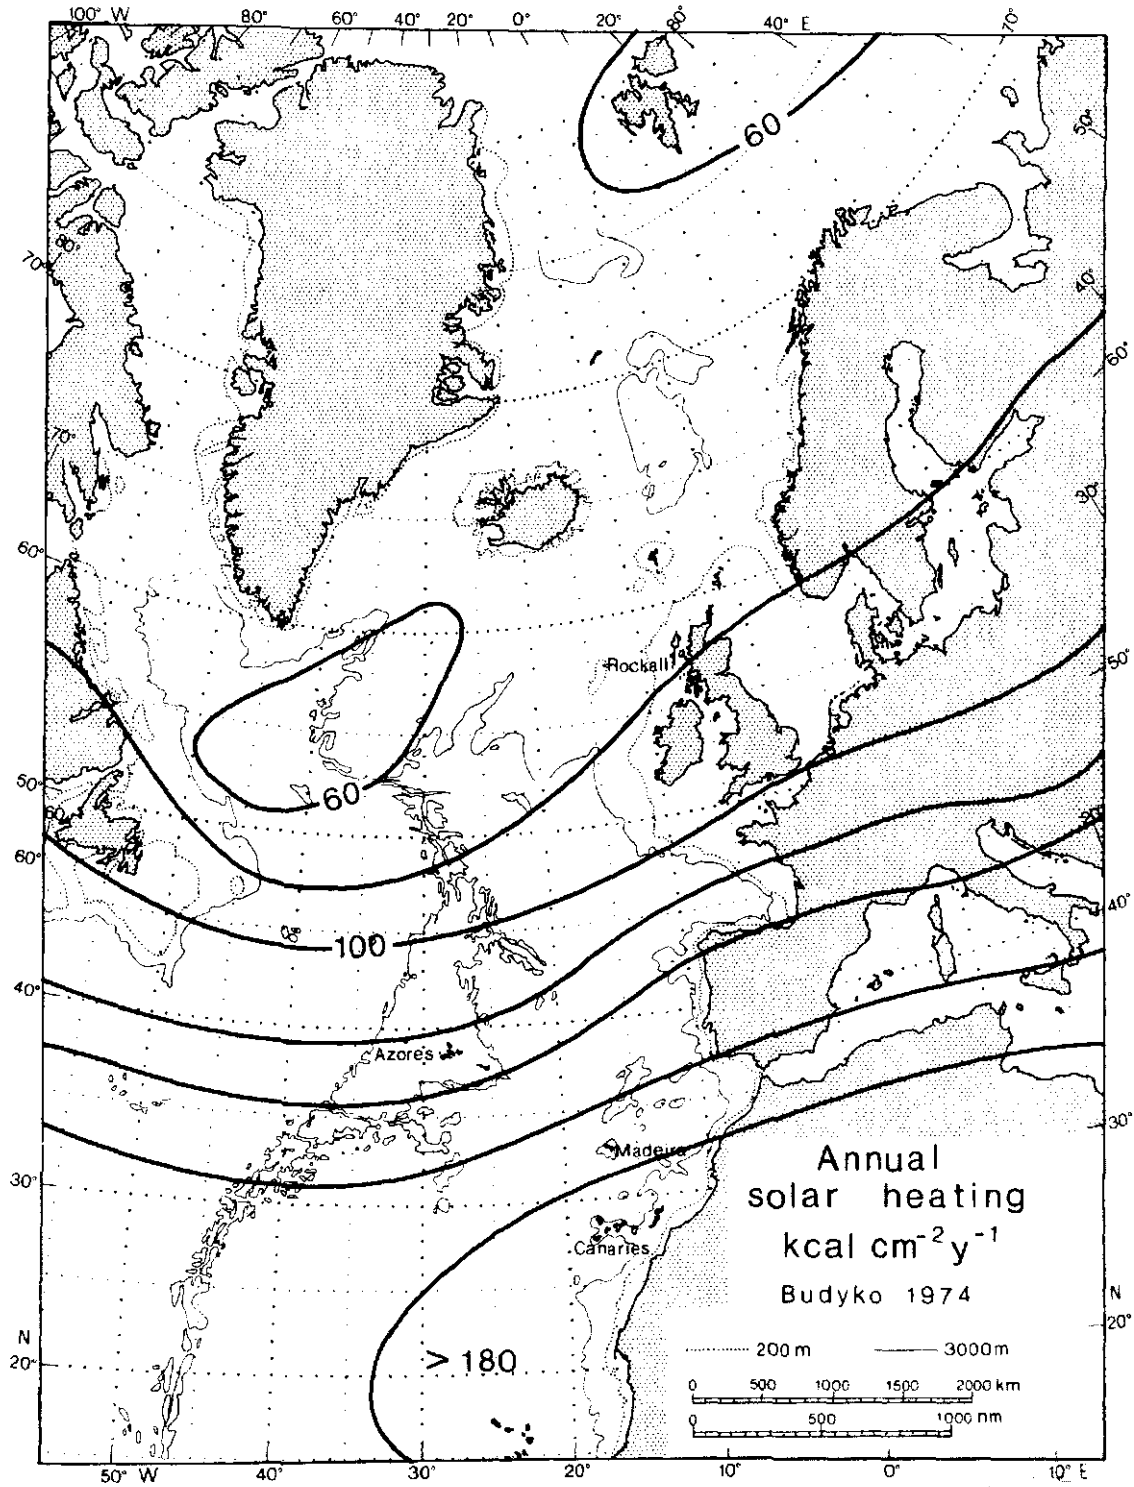 100° W 80° 60° 40° 20° 0° 20° 80° 40° E 70°
50°
60
80°
70°
40°
60°
70°
30°
60°
Rockall
50°
50°
60
60°
100
40°
40°
Azores
30°
Madeira
30°
Annual
solar heating
kcal cm⁻² y⁻¹
Canaries
Budyko 1974
N
20°
N
20°
> 180
200 m 3000 m
0 500 1000 1500 2000 km
0 500 1000 nm
50° W 40° 30° 20° 10° 0° 10° E